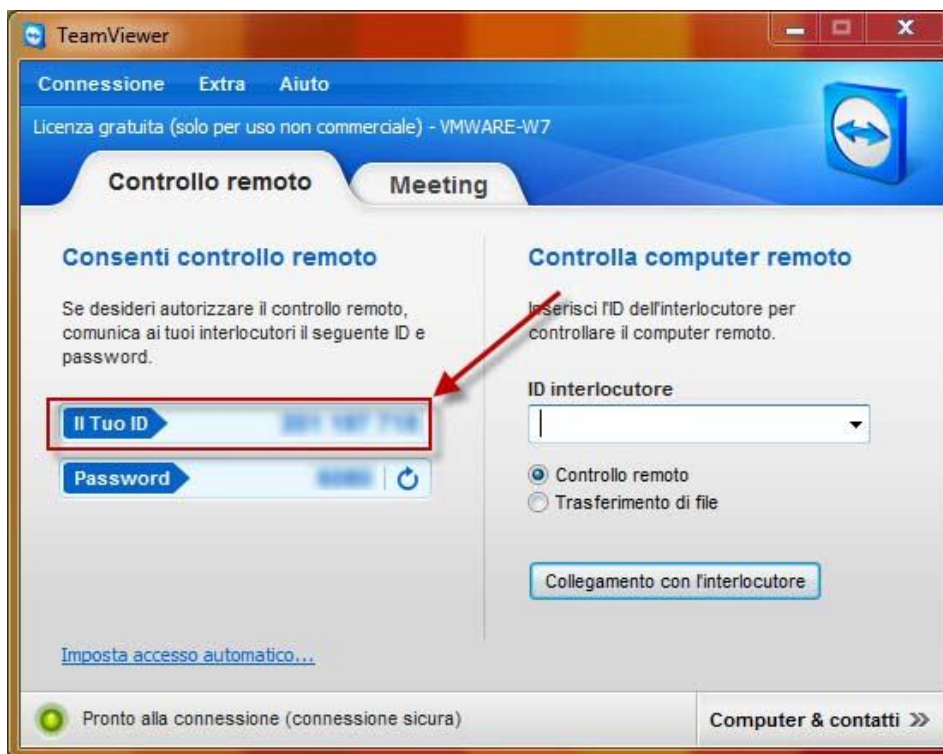 TeamViewer
Connessione Extra Aiuto
Licenza gratuita (solo per uso non commerciale) - VMWARE-W7
Controllo remoto
Meeting
Consenti controllo remoto
Se desideri autorizzare il controllo remoto,
comunica ai tuoi interlocutori il seguente ID e
password.
Il Tuo ID
Password
Imposta accesso automatico...
Controlla computer remoto
Inserisci l'ID dell'interlocutore per
controllare il computer remoto.
ID interlocutore
Controllo remoto
Trasferimento di file
Collegamento con l'interlocutore
Pronto alla connessione (connessione sicura)
Computer & contatti >>